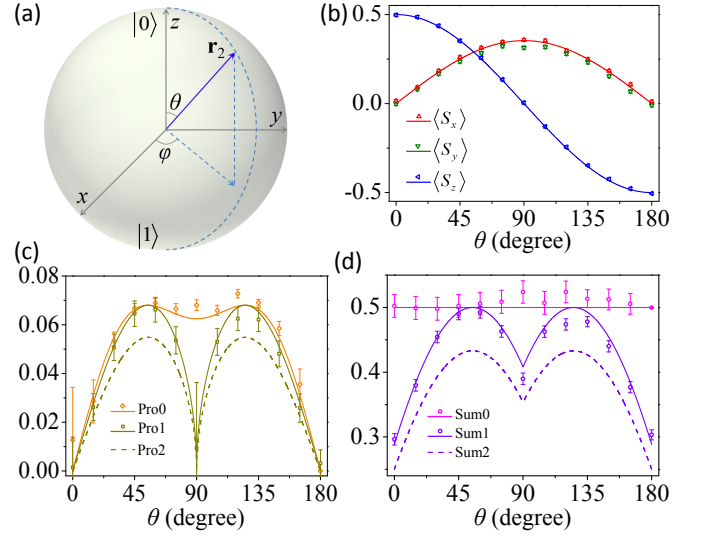 (a)
|0⟩
z
r₂
θ
y
φ
x
|1⟩
(b)
0.5
0.0
-0.5
⟨Sₓ⟩
⟨S_y⟩
⟨S_z⟩
0 45 90 135 180
θ (degree)
(c)
0.08
0.06
0.04
0.02
0.00
Pro0
Pro1
Pro2
0 45 90 135 180
θ (degree)
(d)
0.5
0.4
0.3
Sum0
Sum1
Sum2
0 45 90 135 180
θ (degree)